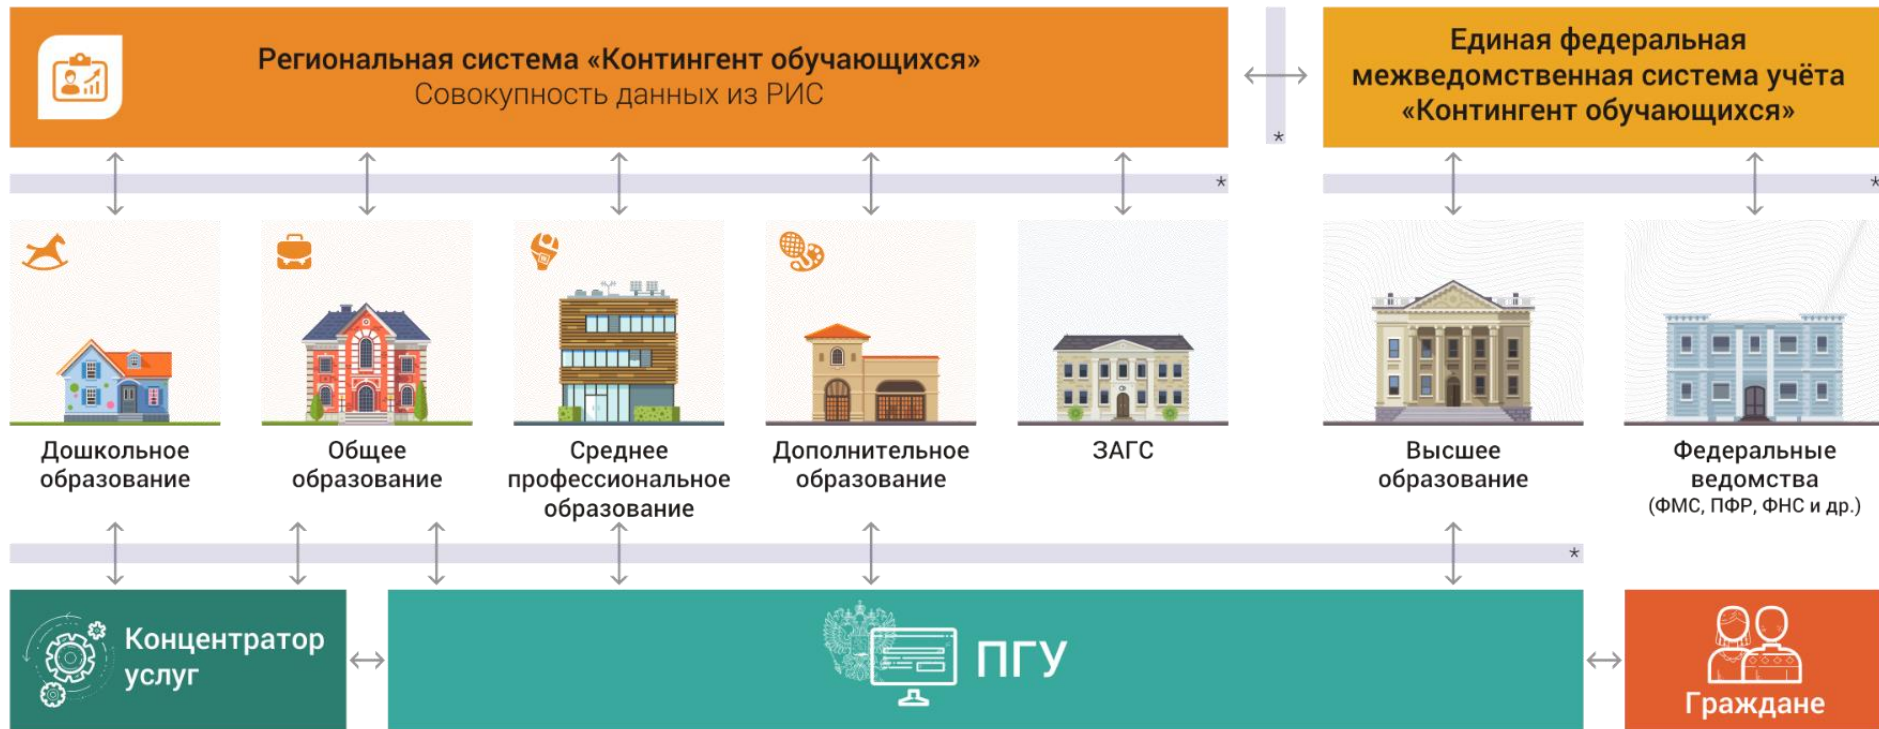 Региональная система «Контингент обучающихся»
Совокупность данных из РИС
*
Единая федеральная
межведомственная система учёта
«Контингент обучающихся»
*
*
Дошкольное
образование
Общее
образование
Среднее
профессиональное
образование
Дополнительное
образование
ЗАГС
Высшее
образование
Федеральные
ведомства
(ФМС, ПФР, ФНС и др.)
*
Концентратор
услуг
ПГУ
Граждане